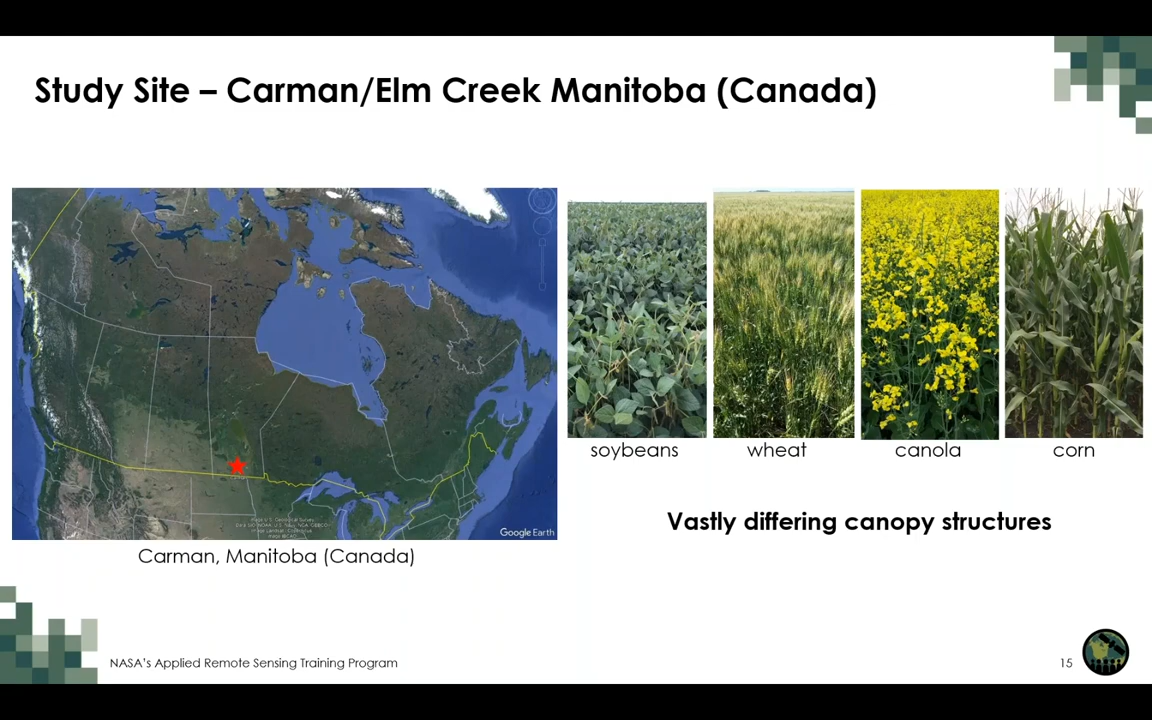 Study Site – Carman/Elm Creek Manitoba (Canada)
Google Earth
Carman, Manitoba (Canada)
soybeans
wheat
canola
corn
Vastly differing canopy structures
NASA's Applied Remote Sensing Training Program
15